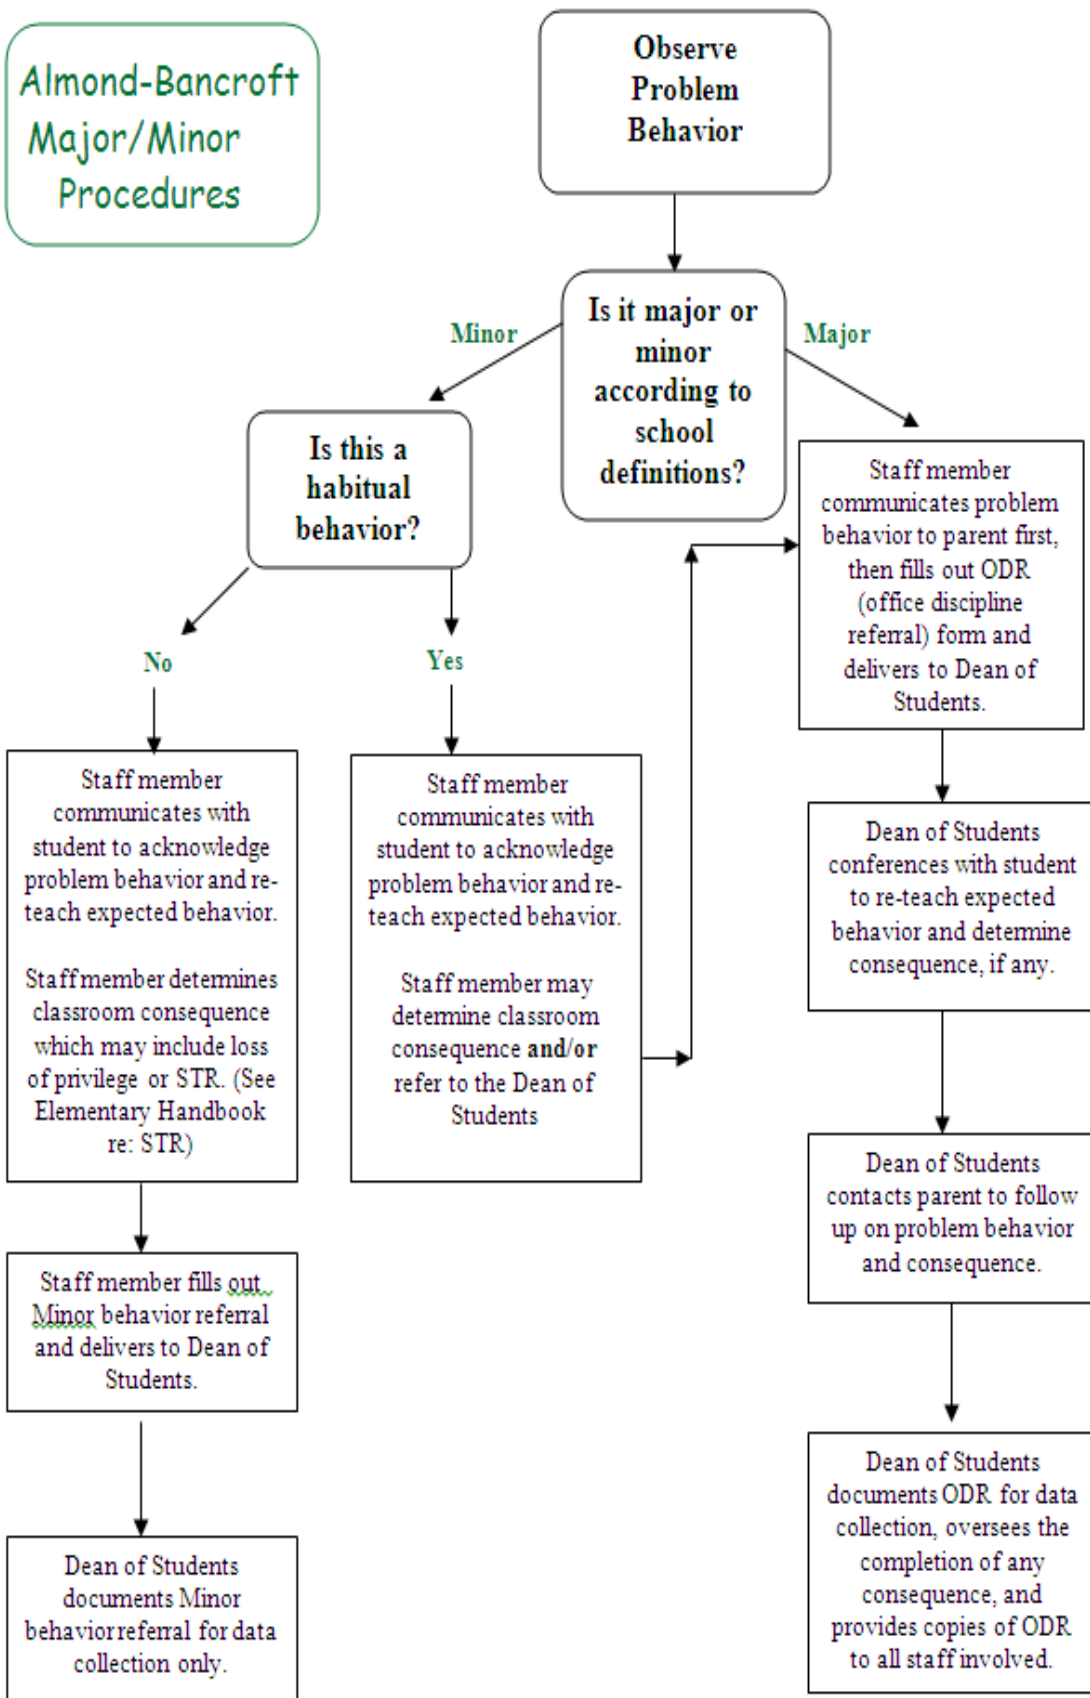 Almond-Bancroft
Major/Minor
Procedures
Observe
Problem
Behavior
Is it major or
minor
according to
school
definitions?
Minor
Major
Is this a
habitual
behavior?
No
Yes
Staff member
communicates with
student to acknowledge
problem behavior and re-
teach expected behavior.
Staff member determines
classroom consequence
which may include loss
of privilege or STR. (See
Elementary Handbook
re: STR)
Staff member fills out
Minor behavior referral
and delivers to Dean of
Students.
Dean of Students
documents Minor
behavior referral for data
collection only.
Staff member
communicates with
student to acknowledge
problem behavior and re-
teach expected behavior.
Staff member may
determine classroom
consequence and/or
refer to the Dean of
Students
Staff member
communicates problem
behavior to parent first,
then fills out ODR
(office discipline
referral) form and
delivers to Dean of
Students.
Dean of Students
conferences with student
to re-teach expected
behavior and determine
consequence, if any.
Dean of Students
contacts parent to follow
up on problem behavior
and consequence.
Dean of Students
documents ODR for data
collection, oversees the
completion of any
consequence, and
provides copies of ODR
to all staff involved.